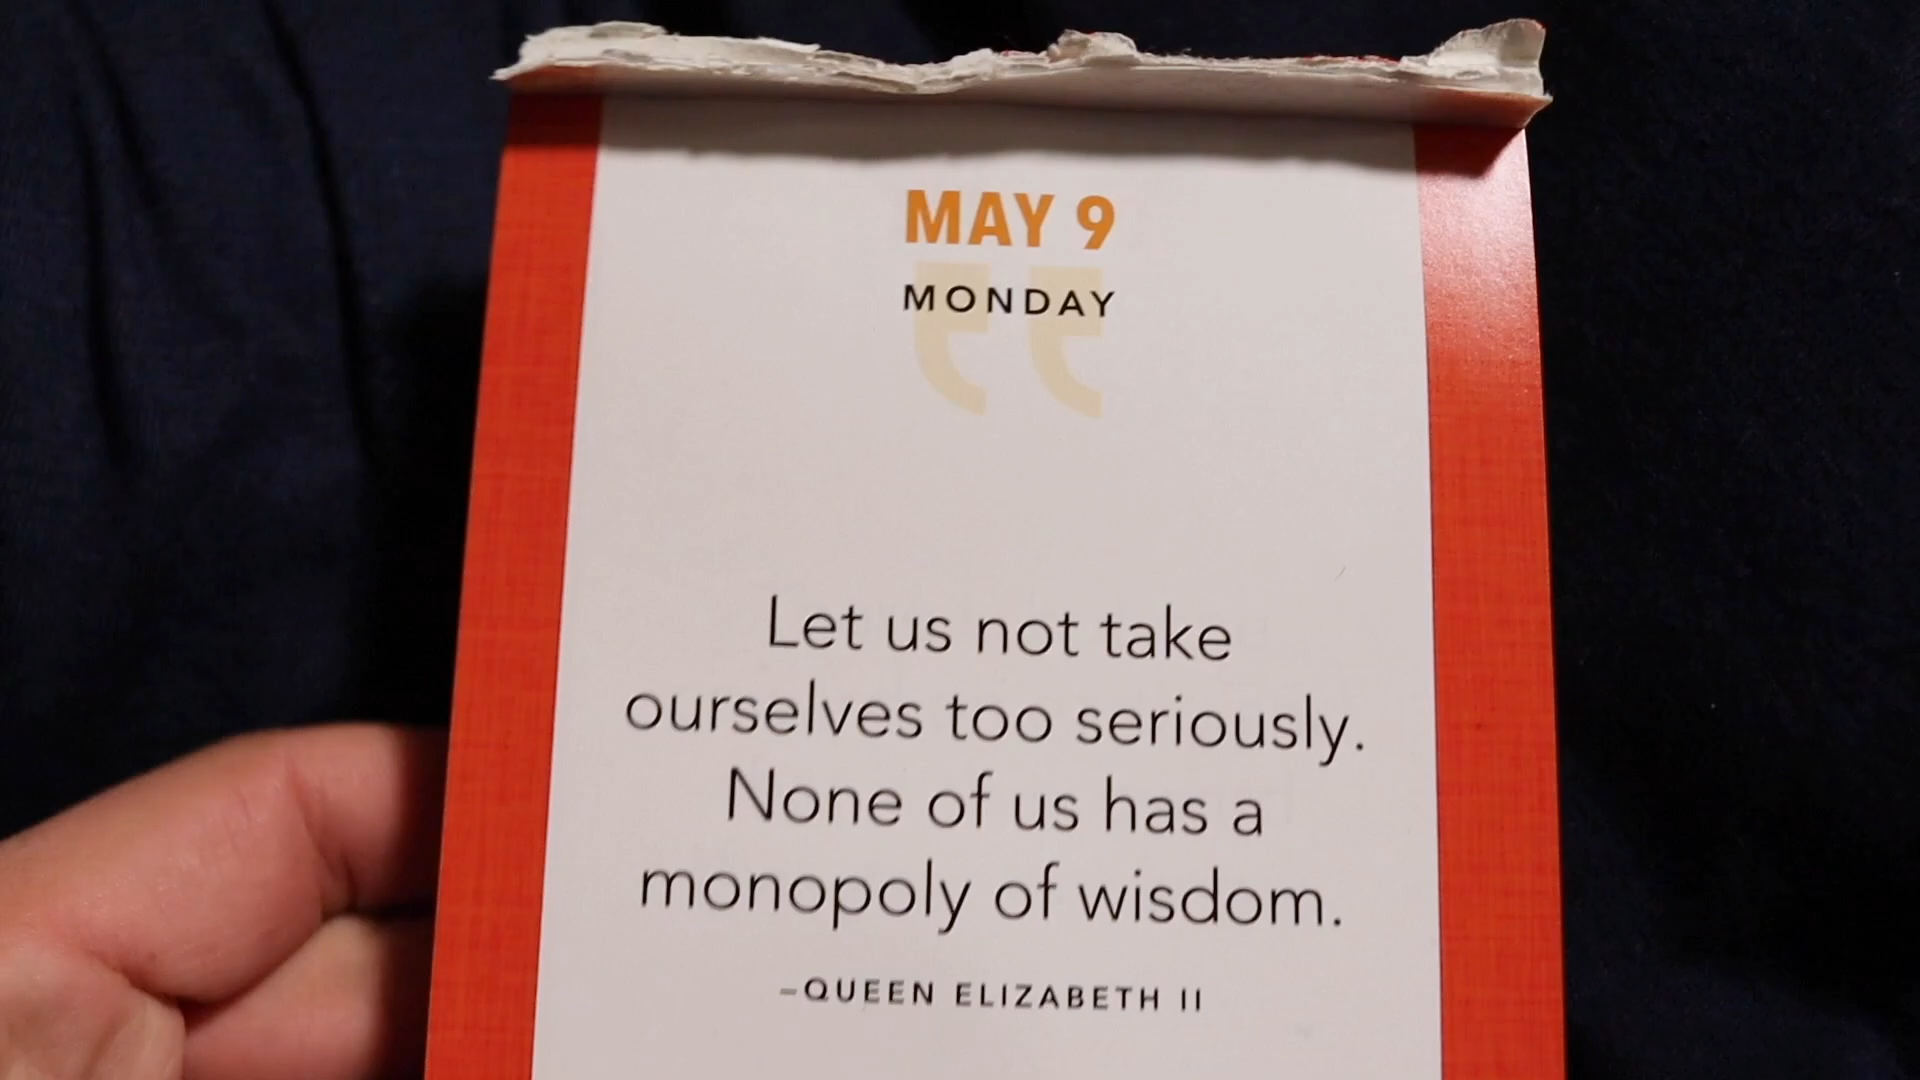 MAY 9
MONDAY
Let us not take
ourselves too seriously.
None of us has a
monopoly of wisdom.
–QUEEN ELIZABETH II